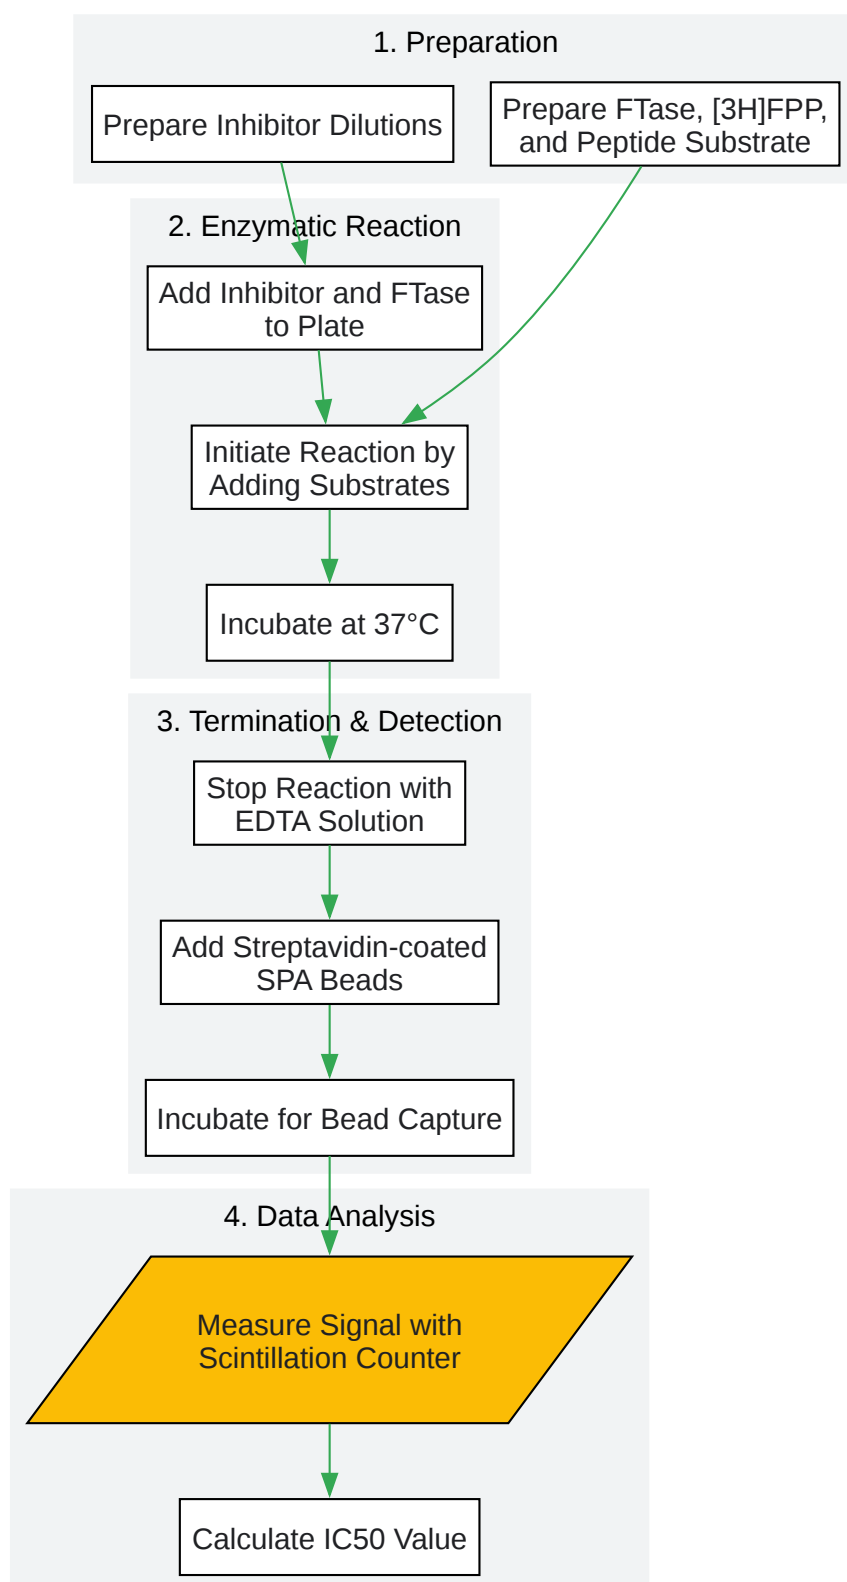 1. Preparation
Prepare Inhibitor Dilutions
Prepare FTase, [3H]FPP,
and Peptide Substrate
2. Enzymatic Reaction
Add Inhibitor and FTase
to Plate
Initiate Reaction by
Adding Substrates
Incubate at 37°C
3. Termination & Detection
Stop Reaction with
EDTA Solution
Add Streptavidin-coated
SPA Beads
Incubate for Bead Capture
4. Data Analysis
Measure Signal with
Scintillation Counter
Calculate IC50 Value